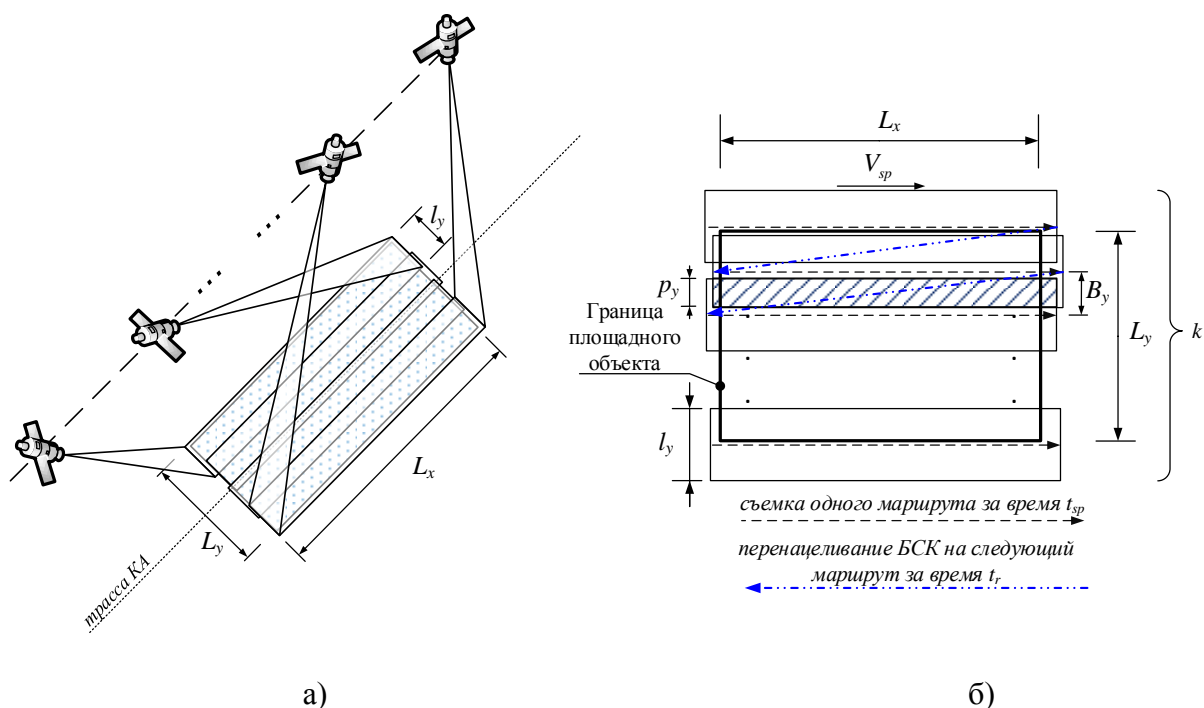 l_y
L_x
L_y
трасса КА
а)
L_x
V_sp
p_y
B_y
L_y
k
Граница
площадного
объекта
l_y
съемка одного маршрута за время t_sp
перенацеливание БСК на следующий
маршрут за время t_r
б)